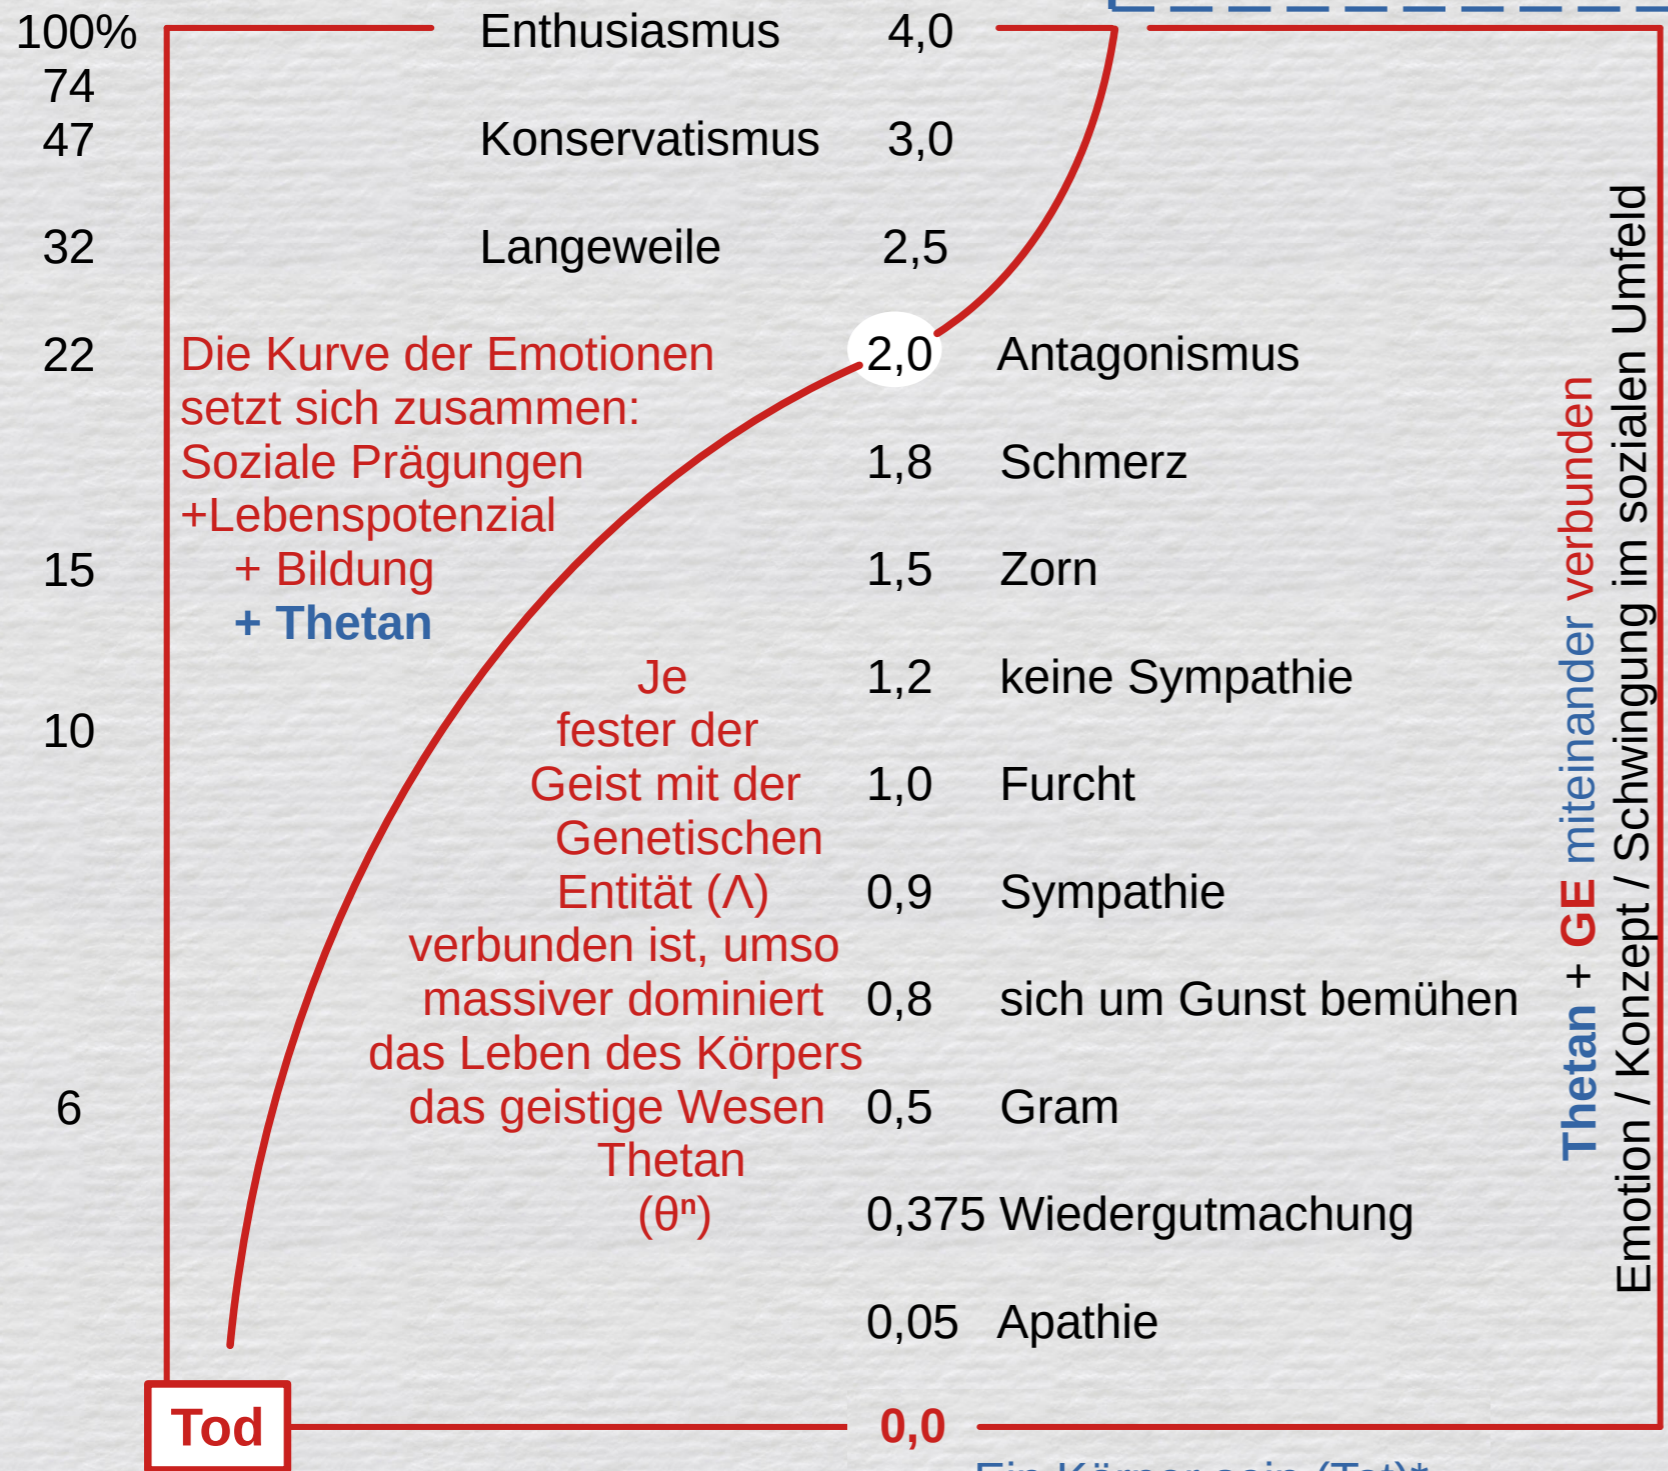 100% Enthusiasmus 4,0
74
47 Konservatismus 3,0
32 Langeweile 2,5
22 Die Kurve der Emotionen 2,0 Antagonismus
setzt sich zusammen:
Soziale Prägungen 1,8 Schmerz
+Lebenspotenzial
15 + Bildung 1,5 Zorn
+ Thetan
Je 1,2 keine Sympathie
10 fester der
Geist mit der 1,0 Furcht
Genetischen
Entität (Λ) 0,9 Sympathie
verbunden ist, umso
massiver dominiert 0,8 sich um Gunst bemühen
das Leben des Körpers
6 das geistige Wesen 0,5 Gram
Thetan
(θⁿ) 0,375 Wiedergutmachung
0,05 Apathie
Tod 0,0
Ein Körper sein (Tot)*
Thetan + GE miteinander verbunden
Emotion / Konzept / Schwingung im sozialen Umfeld